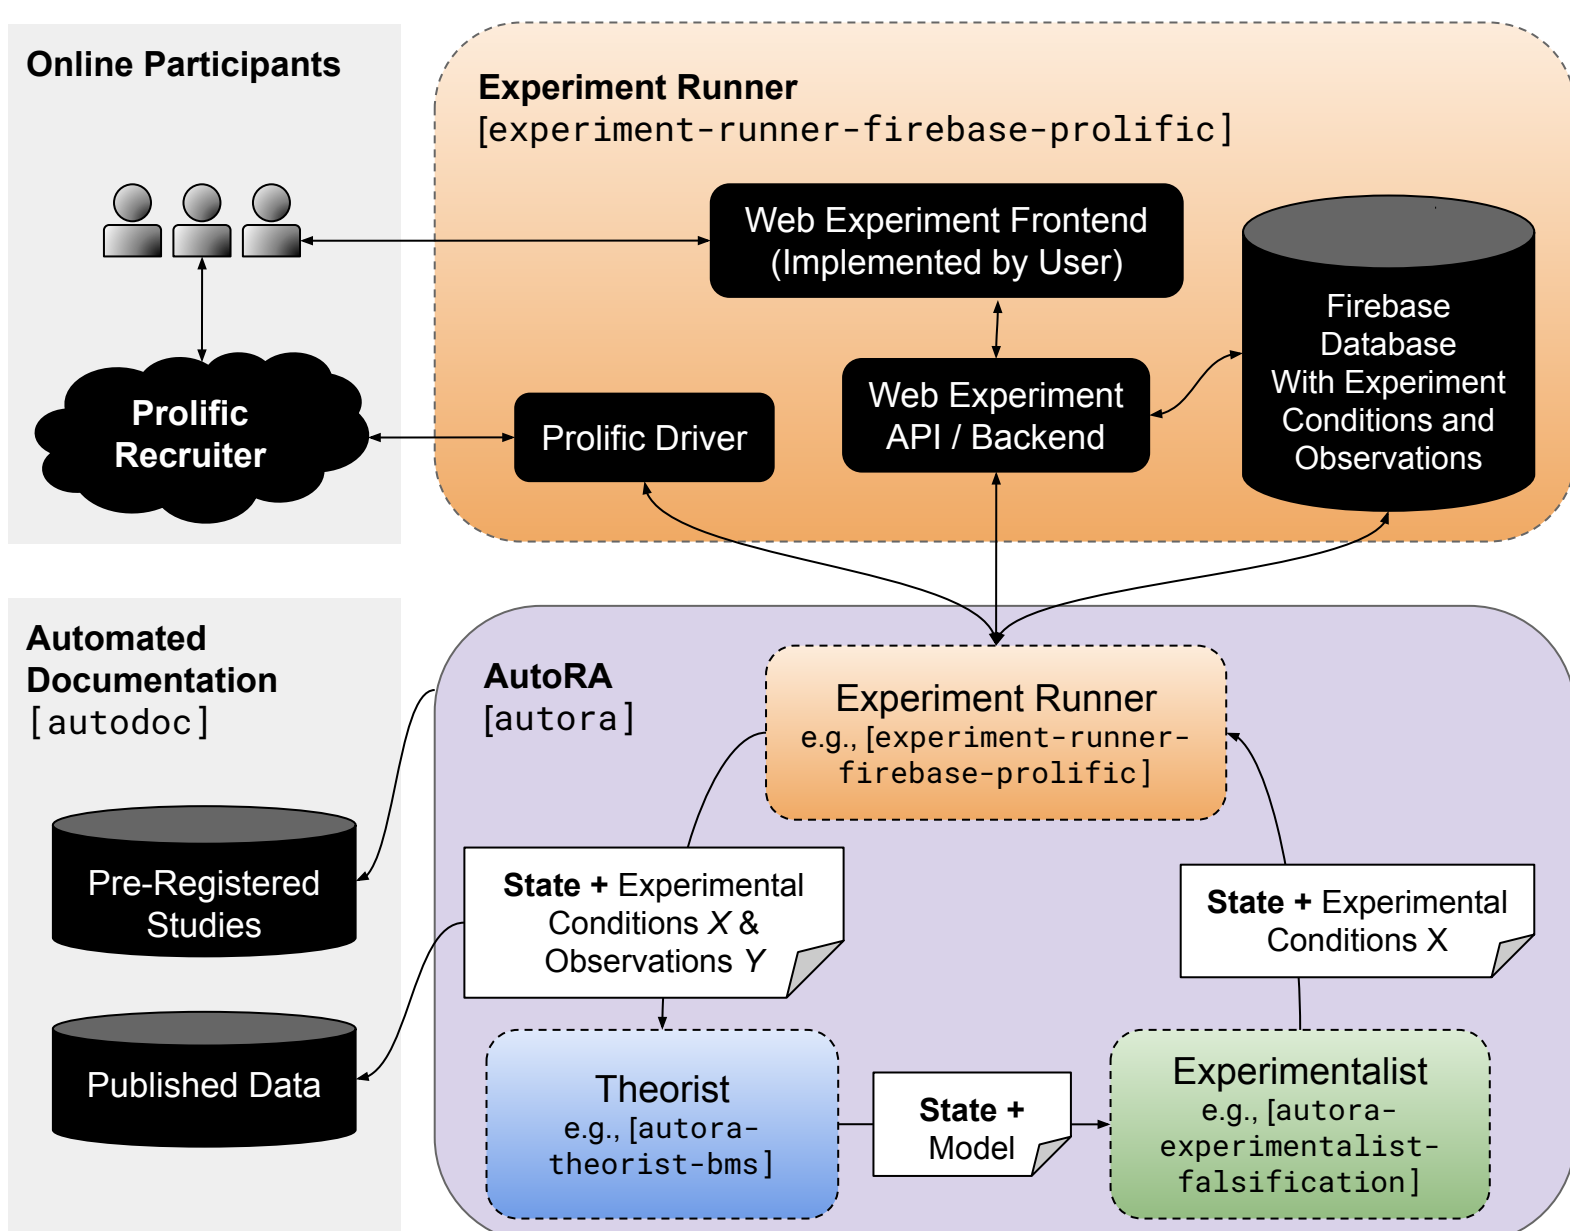 Online Participants
Prolific
Recruiter
Experiment Runner
[experiment-runner-firebase-prolific]
Web Experiment Frontend
(Implemented by User)
Web Experiment
API / Backend
Prolific Driver
Firebase
Database
With Experiment
Conditions and
Observations
Automated
Documentation
[autodoc]
Pre-Registered
Studies
Published Data
AutoRA
[autora]
Experiment Runner
e.g., [experiment-runner-
firebase-prolific]
State + Experimental
Conditions X &
Observations Y
State + Experimental
Conditions X
Theorist
e.g., [autora-
theorist-bms]
State +
Model
Experimentalist
e.g., [autora-
experimentalist-
falsification]